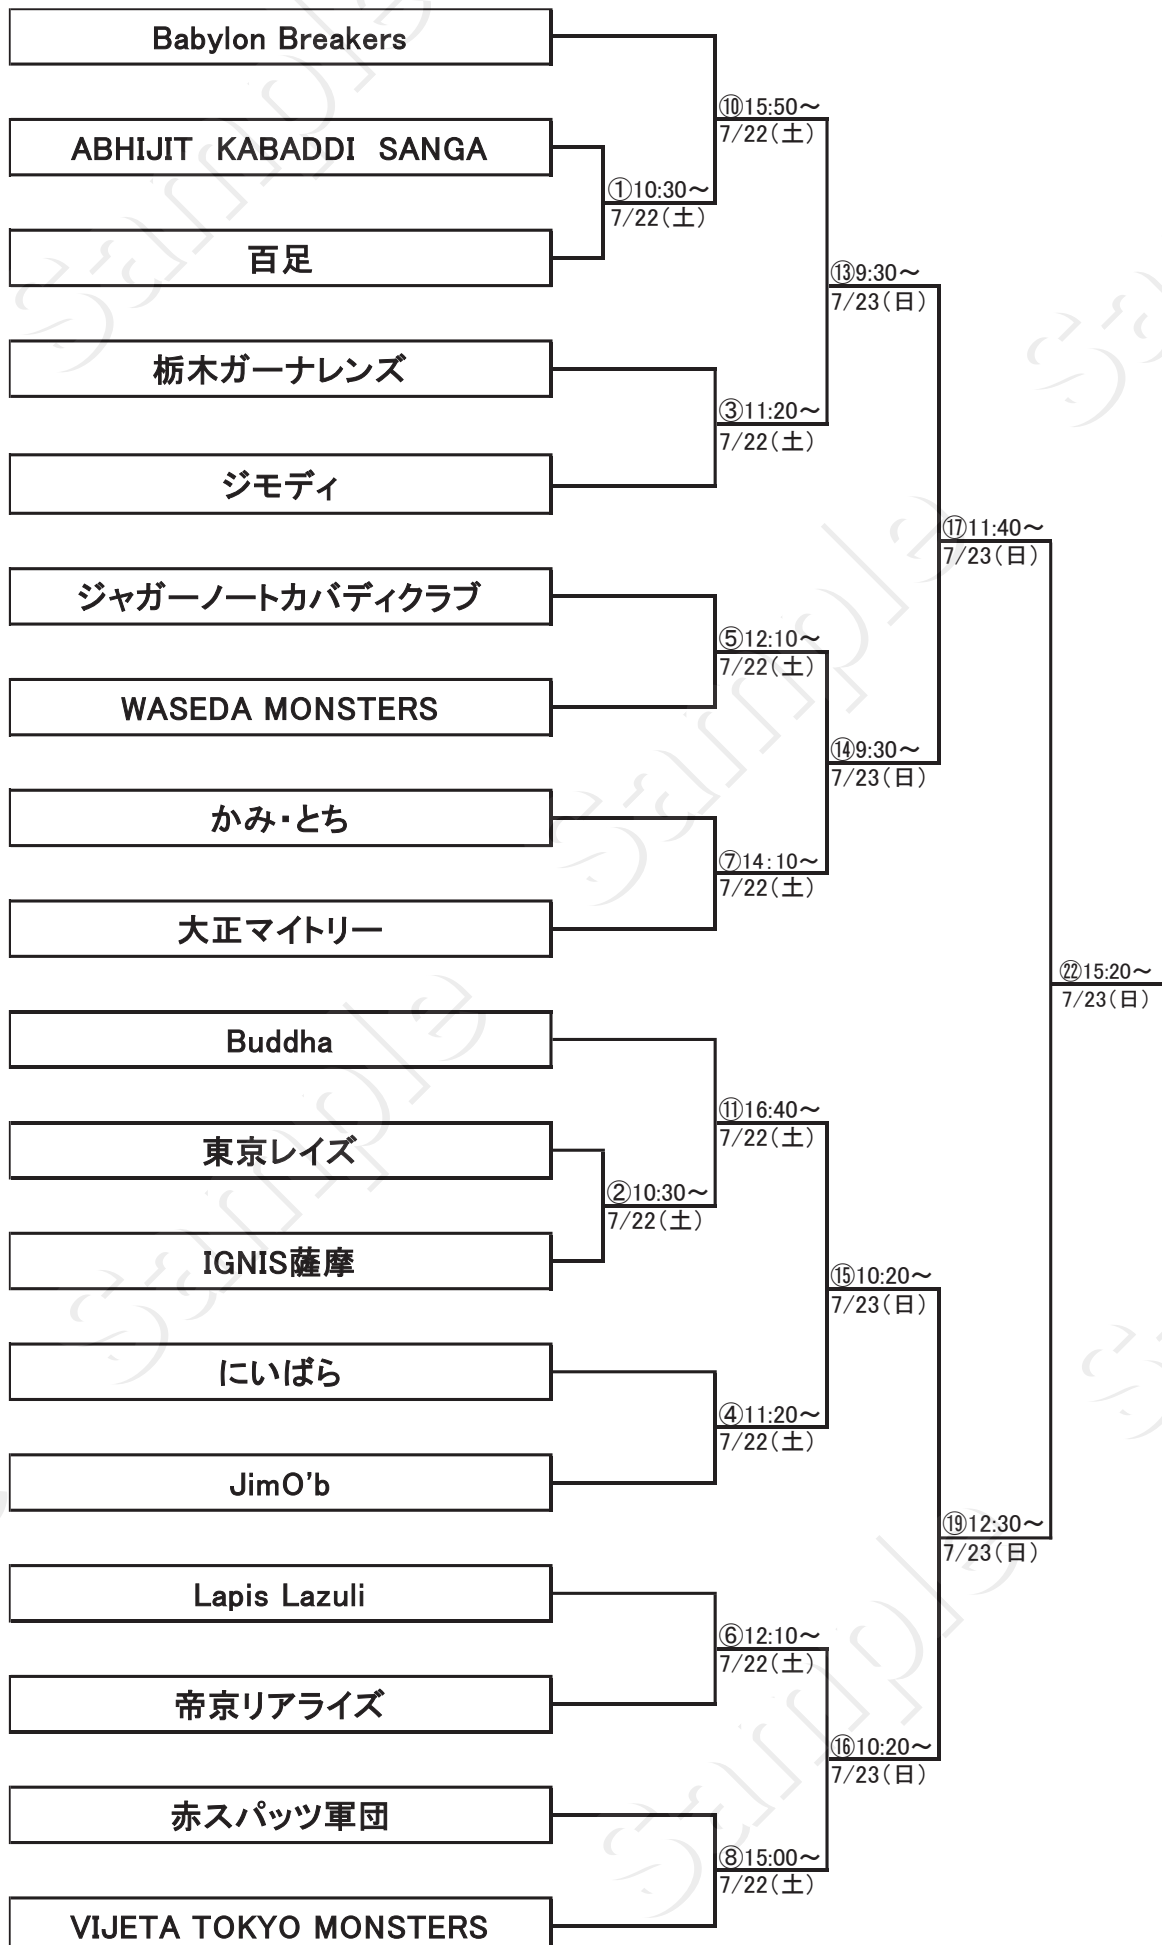 Babylon Breakers
⑩15:50～
7/22（土）
ABHIJIT　KABADDI　SANGA
①10:30～
7/22（土）
百足
⑬9:30～
7/23（日）
栃木ガーナレンズ
③11:20～
7/22（土）
ジモディ
⑰11:40～
7/23（日）
ジャガーノートカバディクラブ
⑤12:10～
7/22（土）
WASEDA MONSTERS
⑭9:30～
7/23（日）
かみ・とち
⑦14:10～
7/22（土）
大正マイトリー
㉒15:20～
7/23（日）
Buddha
⑪16:40～
7/22（土）
東京レイズ
②10:30～
7/22（土）
IGNIS薩摩
⑮10:20～
7/23（日）
にいばら
④11:20～
7/22（土）
JimO'b
⑲12:30～
7/23（日）
Lapis Lazuli
⑥12:10～
7/22（土）
帝京リアライズ
⑯10:20～
7/23（日）
赤スパッツ軍団
⑧15:00～
7/22（土）
VIJETA TOKYO MONSTERS
Sample
Sample
Sample
Sample